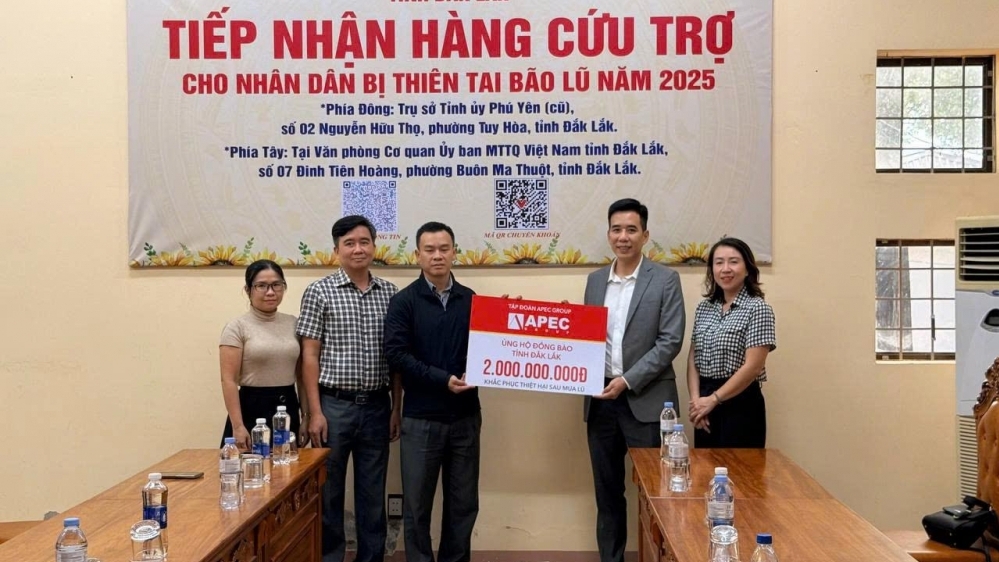 TIẾP NHẬN HÀNG CỨU TRỢ
CHO NHÂN DÂN BỊ THIÊN TAI BÃO LŨ NĂM 2025
*Phía Đông: Trụ sở Tỉnh ủy Phú Yên (cũ),
số 02 Nguyễn Hữu Thọ, phường Tuy Hòa, tỉnh Đắk Lắk.
*Phía Tây: Tại Văn phòng Cơ quan Ủy ban MTTQ Việt Nam tỉnh Đắk Lắk,
số 07 Đinh Tiên Hoàng, phường Buôn Ma Thuột, tỉnh Đắk Lắk.
MÃ QR CHUYỂN KHOẢN
TẬP ĐOÀN APEC GROUP
APEC
GROUP
ỦNG HỘ ĐỒNG BÀO
TỈNH ĐẮK LẮK
2.000.000.000Đ
KHẮC PHỤC THIỆT HẠI SAU MƯA LŨ